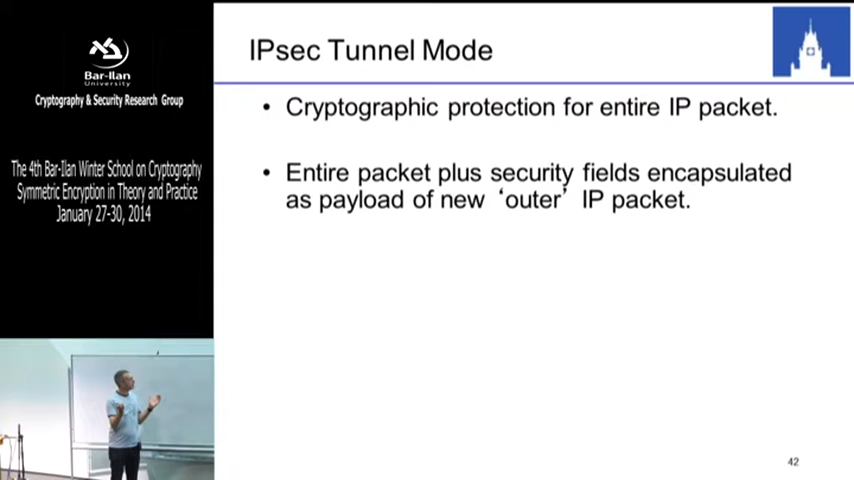 Bar-Ilan
University
Cryptography & Security Research Group
The 4th Bar-Ilan Winter School on Cryptography
Symmetric Encryption in Theory and Practice
January 27-30, 2014
IPsec Tunnel Mode
• Cryptographic protection for entire IP packet.
• Entire packet plus security fields encapsulated
as payload of new ‘outer’ IP packet.
42